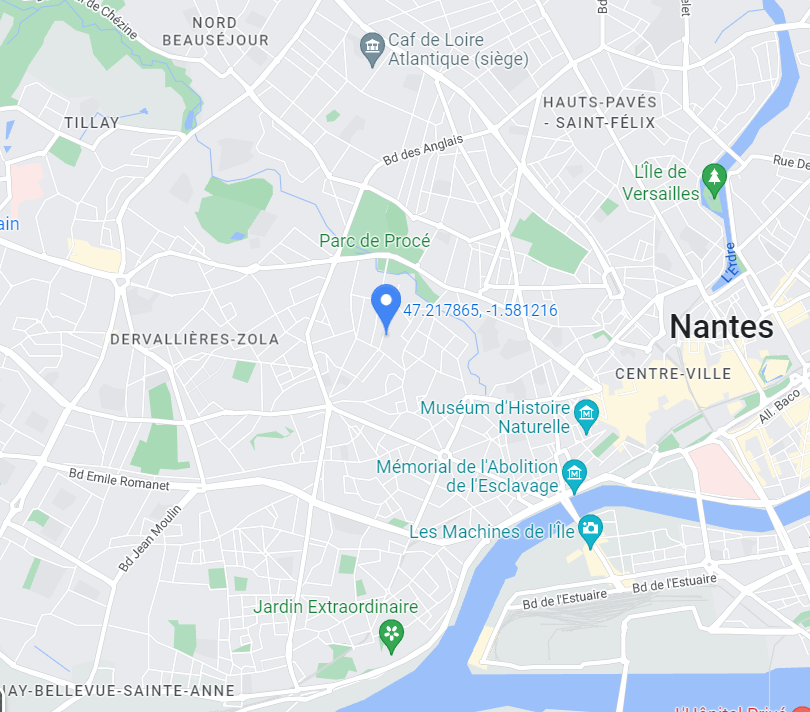 de Chézine
NORD
BEAUSÉJOUR
Bd
Caf de Loire
Atlantique (siège)
TILLAY
HAUTS-PAVÉS
- SAINT-FÉLIX
Bd des Anglais
Rue De
L'Île de
Versailles
ain
Parc de Procé
L'Erdre
47.217865, -1.581216
Nantes
DERVALLIÈRES-ZOLA
CENTRE-VILLE
All. Baco
Muséum d'Histoire
Naturelle
Mémorial de l'Abolition
de l'Esclavage
Bd Emile Romanet
Bd Jean Moulin
Les Machines de l'Île
Bd de l'Estuaire
Bd de l'Estuaire
Jardin Extraordinaire
AY-BELLEVUE-SAINTE-ANNE
L'Hôpital Privé